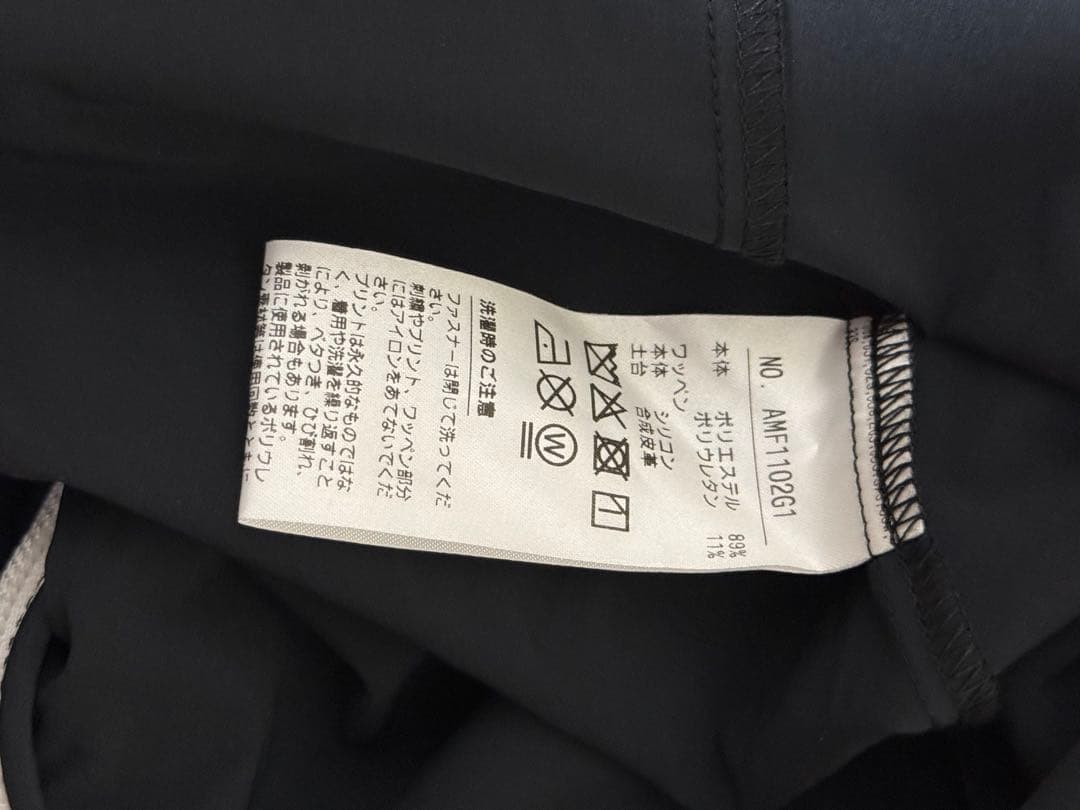 NO. AMF1102G1
本体 ポリエステル 89%
ポリウレタン 11%
ワッペン
本体 シリコン
土台 合成皮革
W
洗濯時のご注意
ファスナーは閉じて洗ってくだ
さい。
刺繍やプリント、ワッペン部分
にはアイロンをあてないでくだ
さい。
プリントは永久的なものではな
く、着用や洗濯を繰り返すこと
により、ベタつき、ひび割れ、
剥がれる場合もあります。
製品に使用されているポリウレ